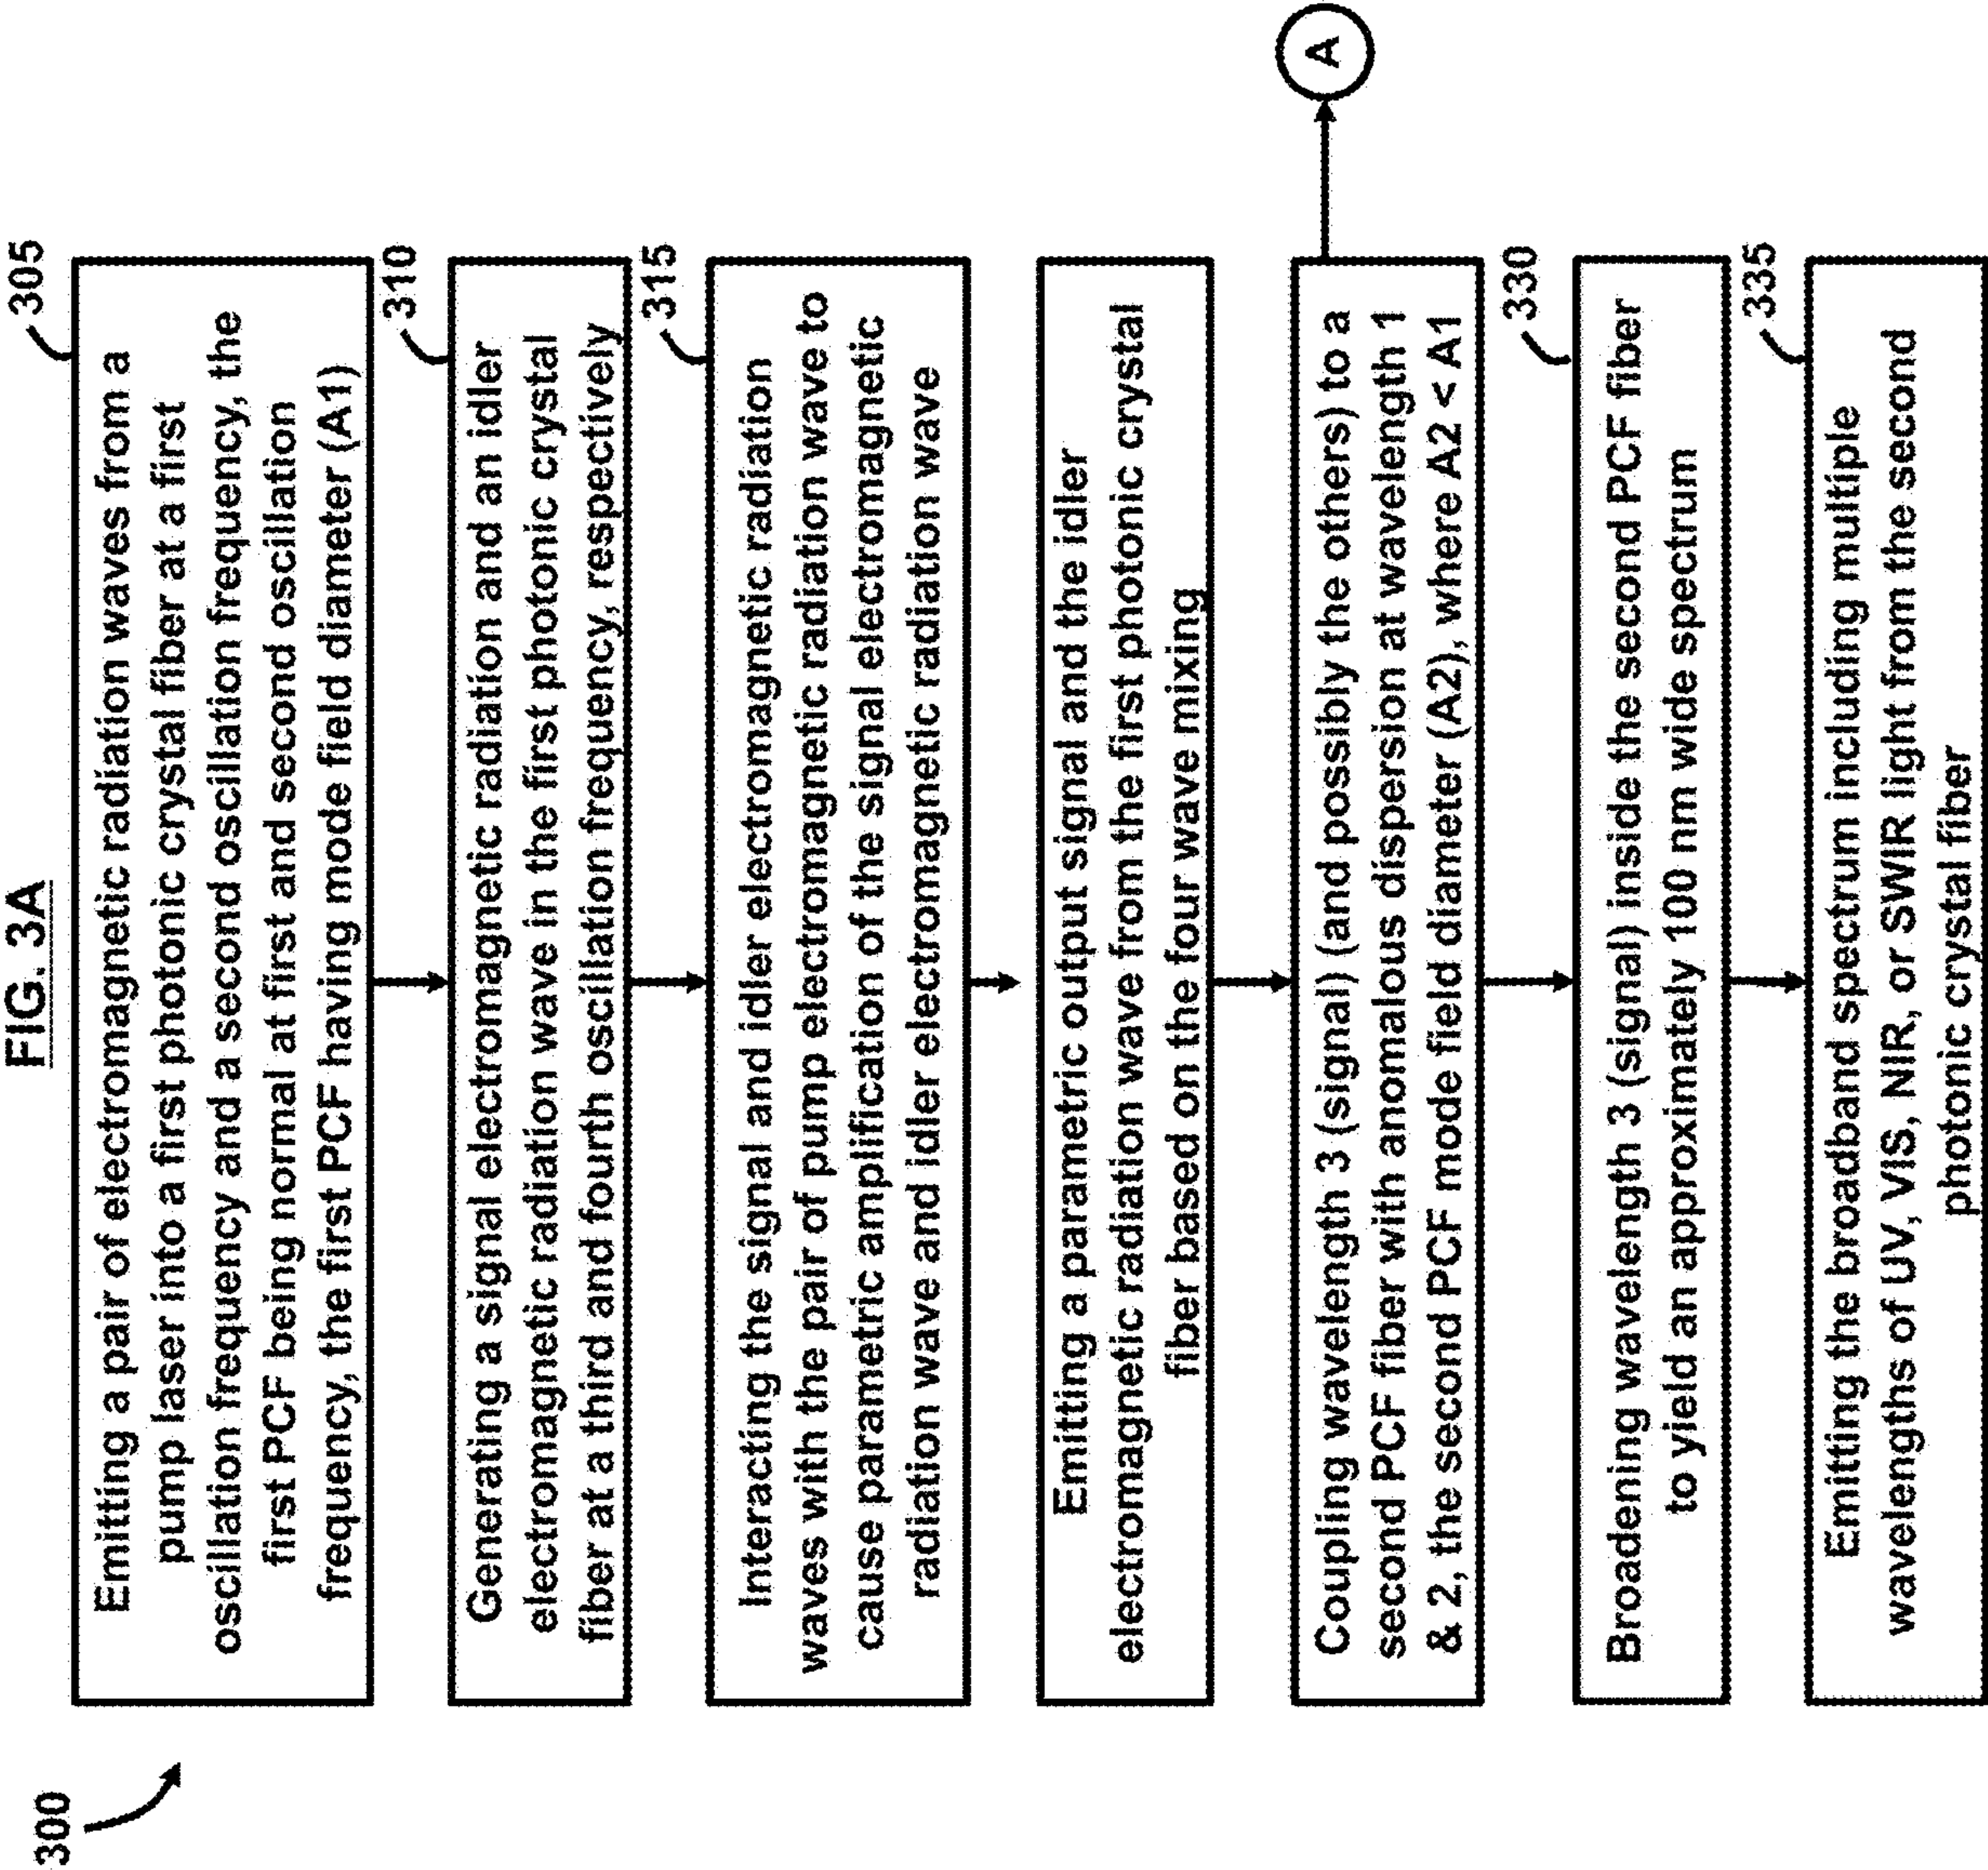 FIG. 3A
300
305
Emitting a pair of electromagnetic radiation waves from a
pump laser into a first photonic crystal fiber at a first
oscillation frequency and a second oscillation frequency, the
first PCF being normal at first and second oscillation
frequency, the first PCF having mode field diameter (A1)
310
Generating a signal electromagnetic radiation and an idler
electromagnetic radiation wave in the first photonic crystal
fiber at a third and fourth oscillation frequency, respectively
315
Interacting the signal and idler electromagnetic radiation
waves with the pair of pump electromagnetic radiation wave to
cause parametric amplification of the signal electromagnetic
radiation wave and idler electromagnetic radiation wave
Emitting a parametric output signal and the idler
electromagnetic radiation wave from the first photonic crystal
fiber based on the four wave mixing
Coupling wavelength 3 (signal) (and possibly the others) to a
second PCF fiber with anomalous dispersion at wavelength 1
& 2, the second PCF mode field diameter (A2), where A2 < A1
A
330
Broadening wavelength 3 (signal) inside the second PCF fiber
to yield an approximately 100 nm wide spectrum
335
Emitting the broadband spectrum including multiple
wavelengths of UV, VIS, NIR, or SWIR light from the second
photonic crystal fiber